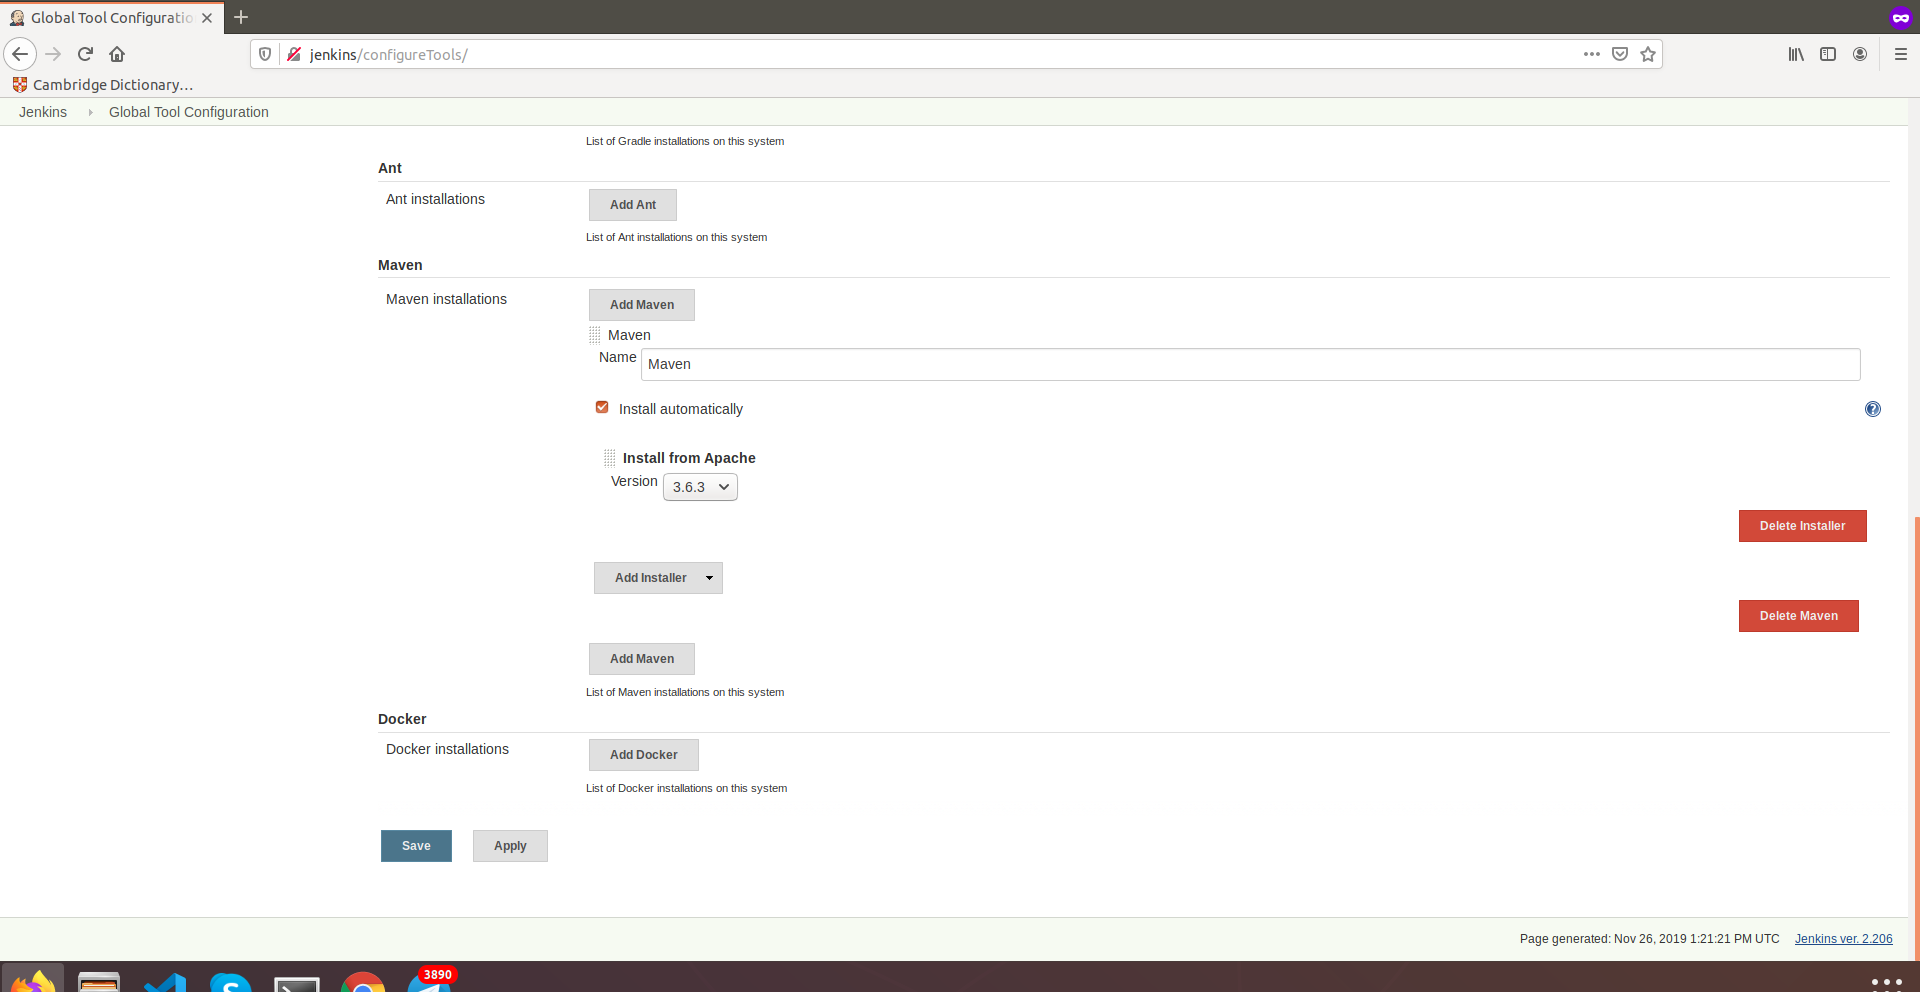 Global Tool Configuratio
jenkins/configureTools/
Cambridge Dictionary…
Jenkins Global Tool Configuration
List of Gradle installations on this system
Ant
Ant installations Add Ant
List of Ant installations on this system
Maven
Maven installations Add Maven
Maven
Name Maven
Install automatically
Install from Apache
Version 3.6.3
Delete Installer
Add Installer
Delete Maven
Add Maven
List of Maven installations on this system
Docker
Docker installations Add Docker
List of Docker installations on this system
Save Apply
Page generated: Nov 26, 2019 1:21:21 PM UTC Jenkins ver. 2.206
3890